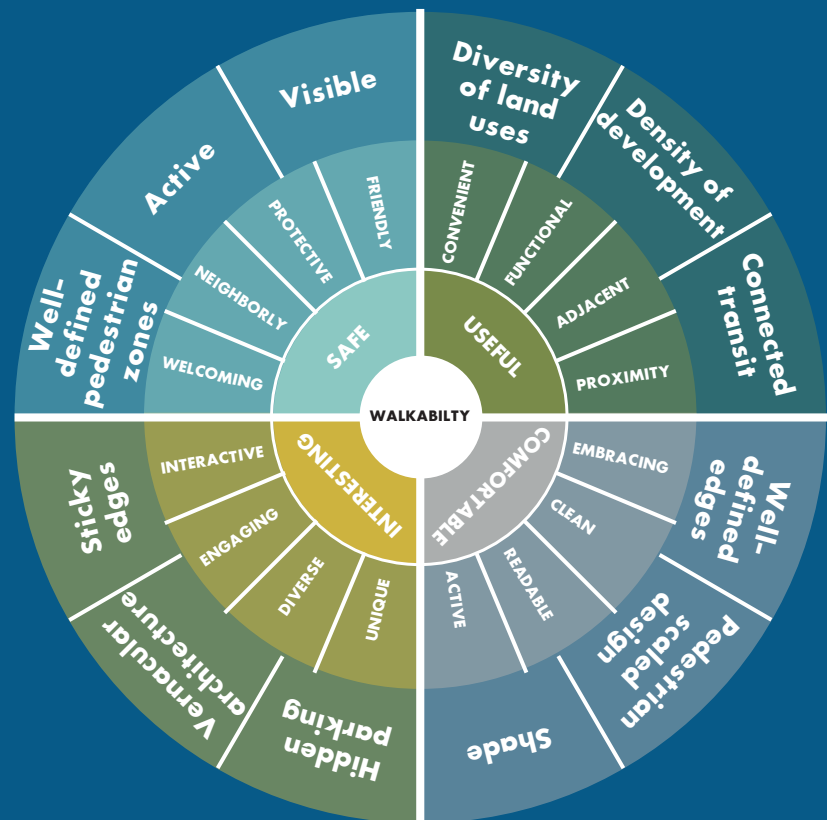 WALKABILTY
SAFE
WELCOMING
NEIGHBORLY
PROTECTIVE
FRIENDLY
Well-
defined
pedestrian
zones
Active
Visible
USEFUL
CONVENIENT
FUNCTIONAL
ADJACENT
PROXIMITY
Diversity
of land
uses
Density of
development
Connected
transit
COMFORTABLE
EMBRACING
CLEAN
READABLE
ACTIVE
Well-
defined
edges
Pedestrian
scaled
design
Shade
INTERESTING
UNIQUE
DIVERSE
ENGAGING
INTERACTIVE
Hidden
parking
Vernacular
architecture
Sticky
edges